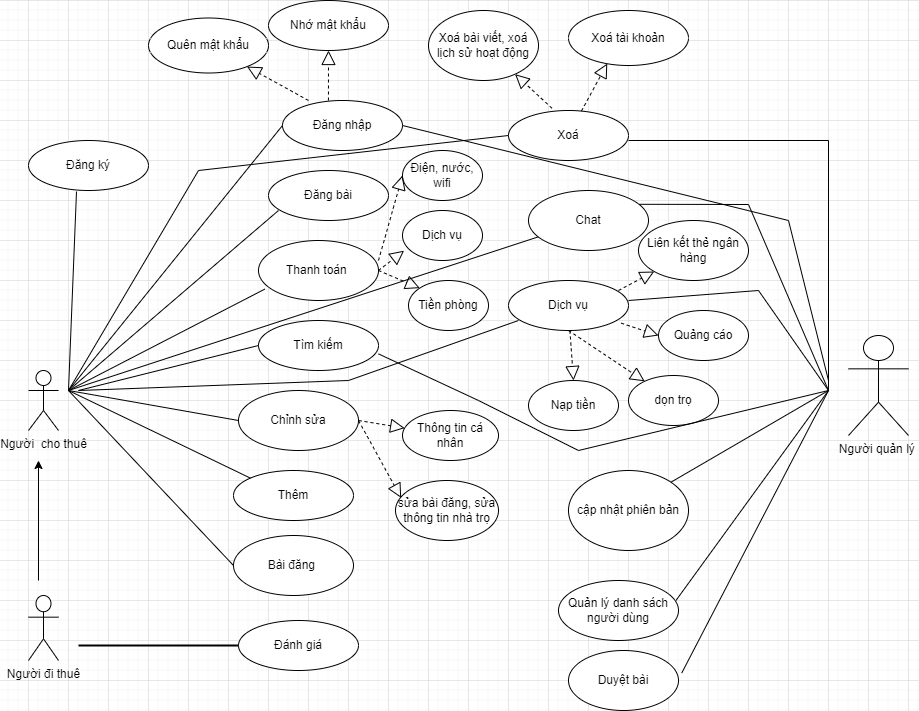 Quên mật khẩu
Nhớ mật khẩu
Xoá bài viết, xoá
lịch sử hoạt động
Xoá tài khoản
Đăng nhập
Xoá
Đăng ký
Điện, nước,
wifi
Đăng bài
Chat
Dịch vụ
Liên kết thẻ ngân
hàng
Thanh toán
Tiền phòng
Dịch vụ
Quảng cáo
Tìm kiếm
Nạp tiền
dọn trọ
Chỉnh sửa
Thông tin cá
nhân
Người  cho thuê
Người quản lý
Thêm
sửa bài đăng, sửa
thông tin nhà trọ
cập nhật phiên bản
Bài đăng
Quản lý danh sách
người dùng
Đánh giá
Người đi thuê
Duyệt bài